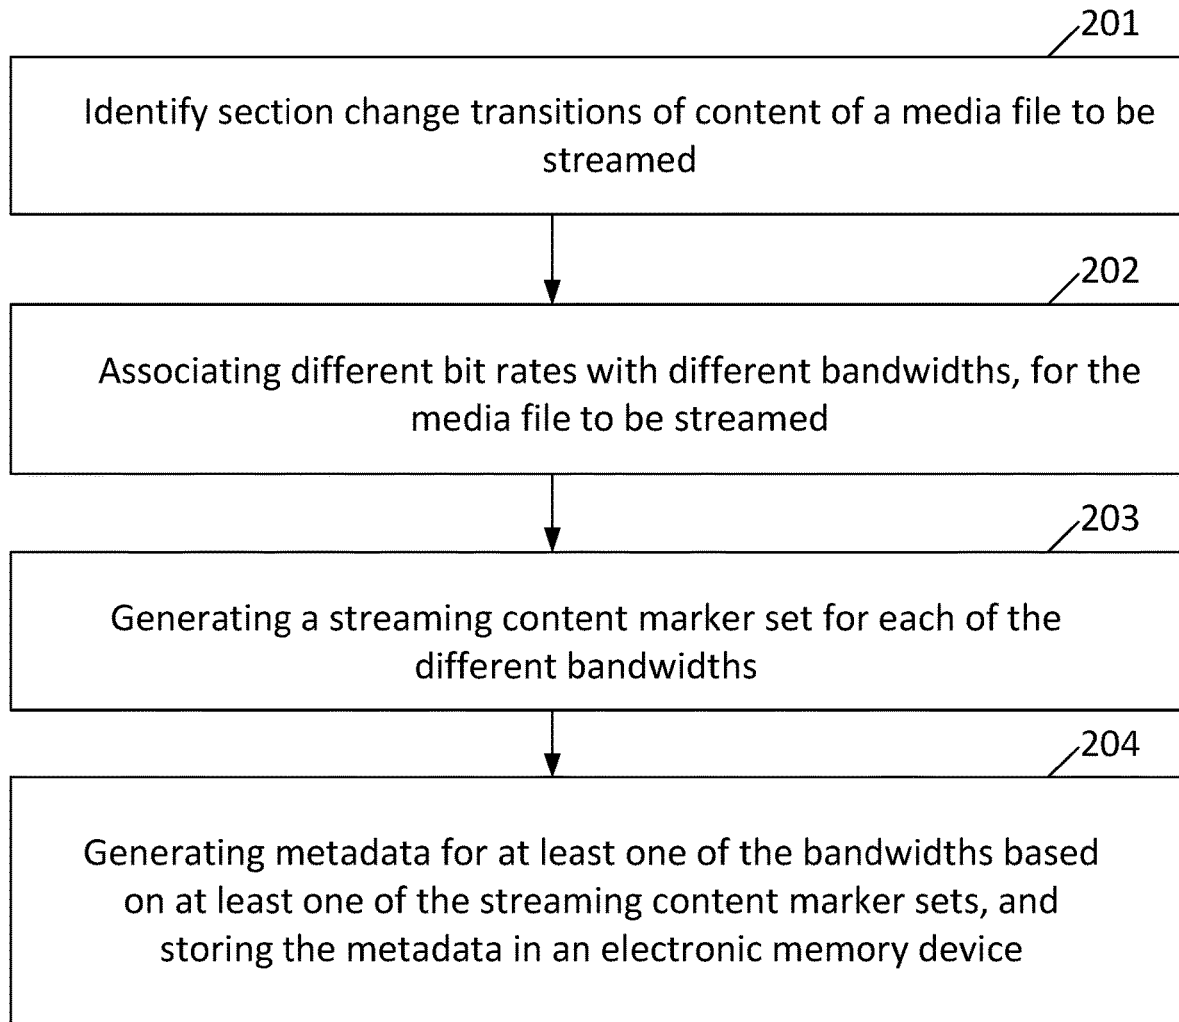 201
Identify section change transitions of content of a media file to be
streamed
202
Associating different bit rates with different bandwidths, for the
media file to be streamed
203
Generating a streaming content marker set for each of the
different bandwidths
204
Generating metadata for at least one of the bandwidths based
on at least one of the streaming content marker sets, and
storing the metadata in an electronic memory device